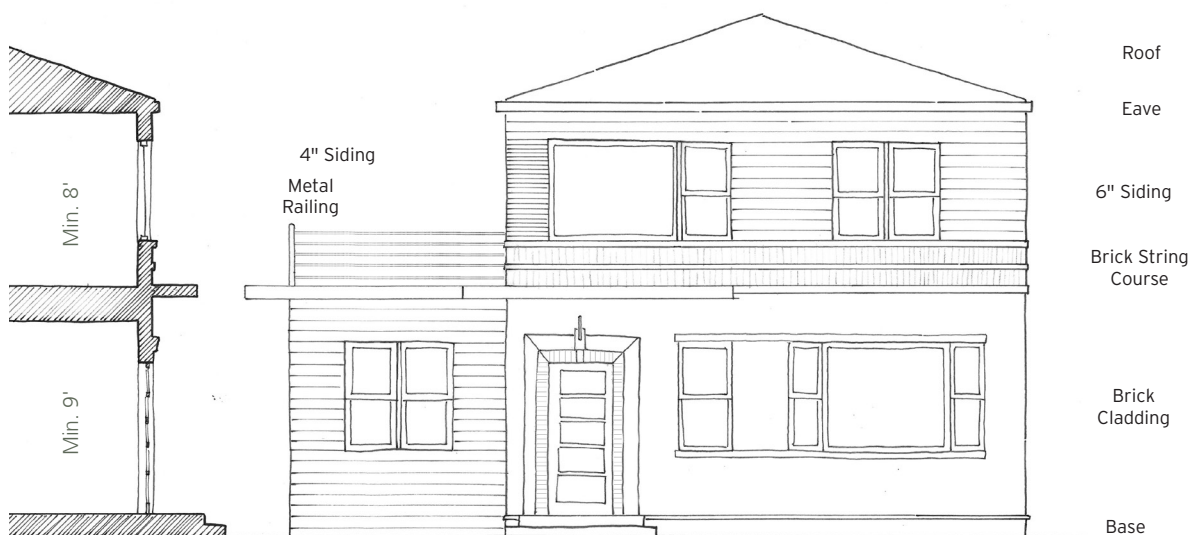 Roof
Eave
4" Siding
Metal
Railing
6" Siding
Min. 8'
Brick String
Course
Min. 9'
Brick
Cladding
Base